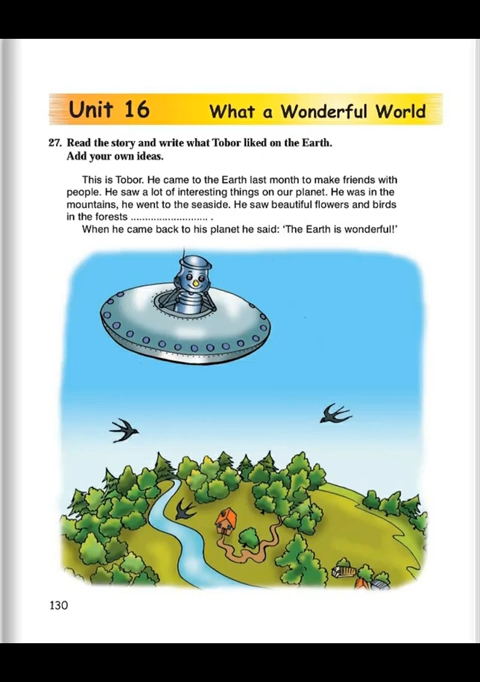 Unit 16 What a Wonderful World
27. Read the story and write what Tobor liked on the Earth.
Add your own ideas.
This is Tobor. He came to the Earth last month to make friends with
people. He saw a lot of interesting things on our planet. He was in the
mountains, he went to the seaside. He saw beautiful flowers and birds
in the forests ........................... .
When he came back to his planet he said: ‘The Earth is wonderful!’
130